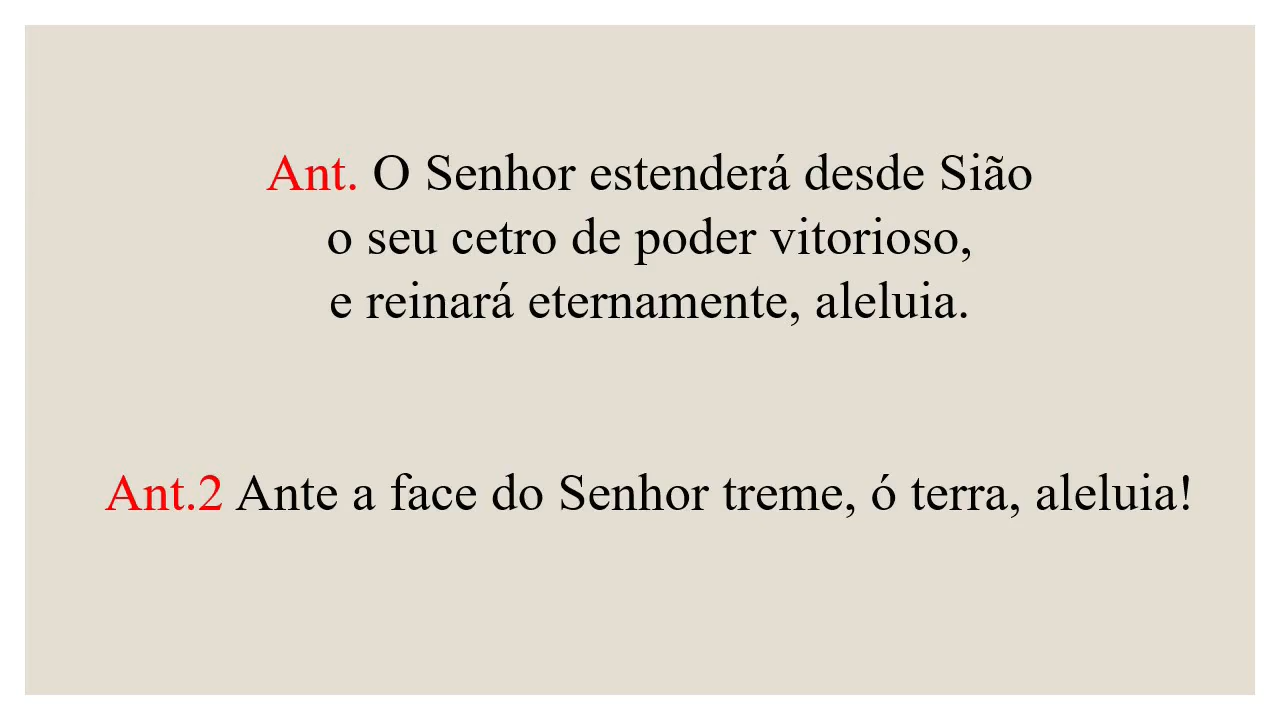 Ant. O Senhor estenderá desde Sião
o seu cetro de poder vitorioso,
e reinará eternamente, aleluia.
Ant.2 Ante a face do Senhor treme, ó terra, aleluia!